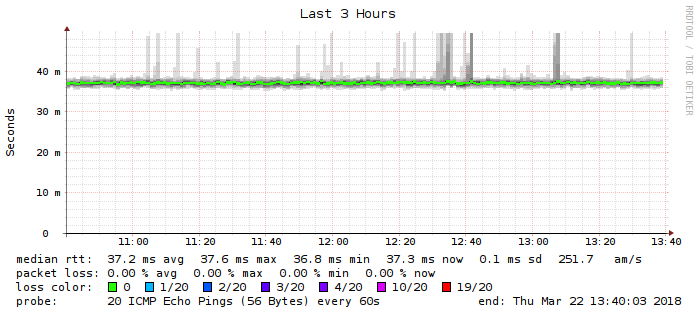 Last 3 Hours
RRDTOOL / TOBI OETIKER
Seconds
40 m
30 m
20 m
10 m
0
11:00 11:20 11:40 12:00 12:20 12:40 13:00 13:20 13:40
median rtt: 37.2 ms avg 37.6 ms max 36.8 ms min 37.3 ms now 0.1 ms sd 251.7 am/s
packet loss: 0.00 % avg 0.00 % max 0.00 % min 0.00 % now
loss color: 0 1/20 2/20 3/20 4/20 10/20 19/20
probe: 20 ICMP Echo Pings (56 Bytes) every 60s end: Thu Mar 22 13:40:03 2018